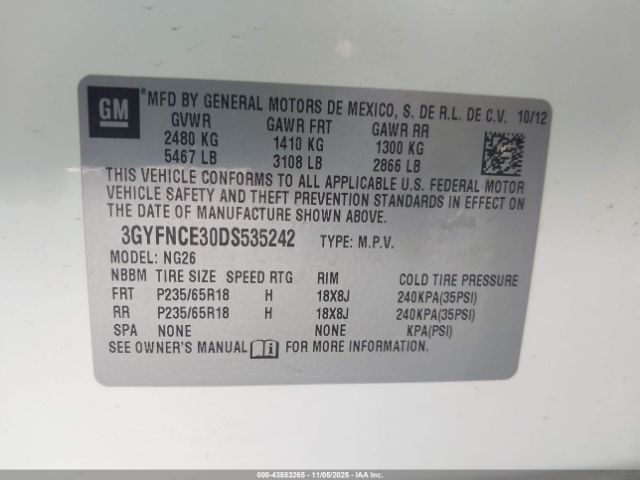 GM
®MFD BY GENERAL MOTORS DE MEXICO, S. DE R.L. DE C.V. 10/12
GVWR GAWR FRT GAWR RR
2480 KG 1410 KG 1300 KG
5467 LB 3108 LB 2866 LB
THIS VEHICLE CONFORMS TO ALL APPLICABLE U.S. FEDERAL MOTOR
VEHICLE SAFETY AND THEFT PREVENTION STANDARDS IN EFFECT ON
THE DATE OF MANUFACTURE SHOWN ABOVE.
3GYFNCE30DS535242 TYPE: M.P.V.
MODEL: NG26
NBBM TIRE SIZE SPEED RTG RIM COLD TIRE PRESSURE
FRT P235/65R18 H 18X8J 240KPA(35PSI)
RR P235/65R18 H 18X8J 240KPA(35PSI)
SPA NONE NONE KPA(PSI)
SEE OWNER'S MANUAL FOR MORE INFORMATION.
000-43583265 - 11/05/2025 - IAA Inc.